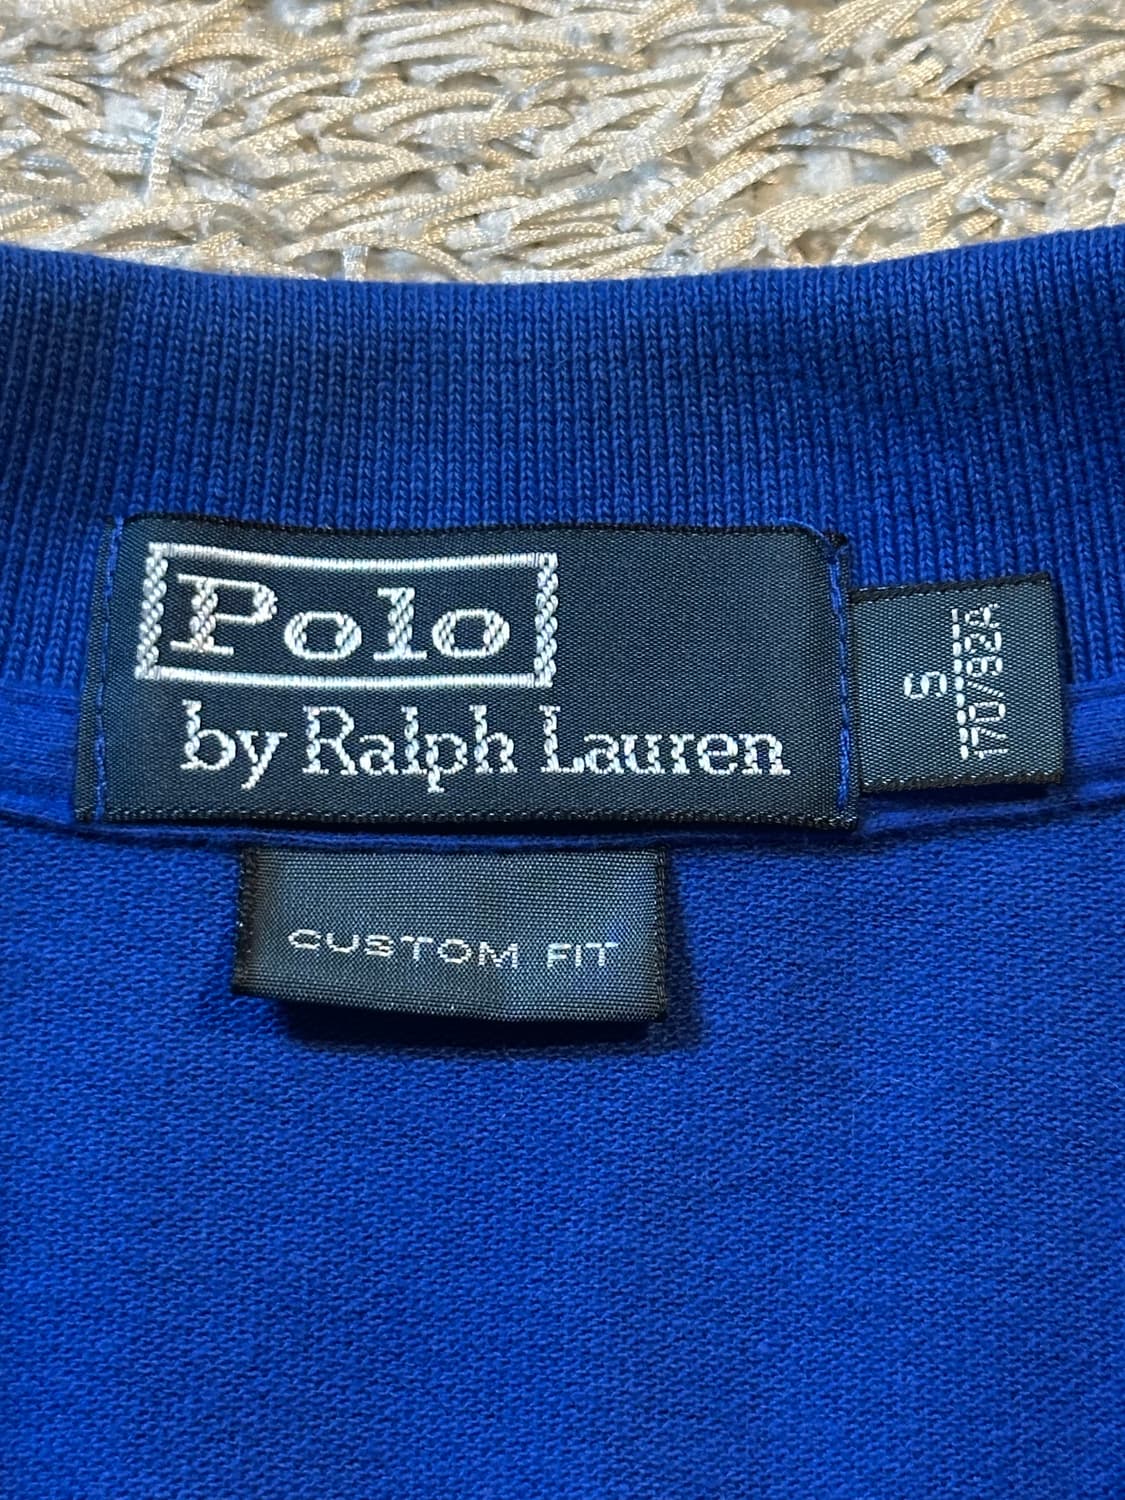 Polo
by Ralph Lauren
S
170/92A
CUSTOM FIT